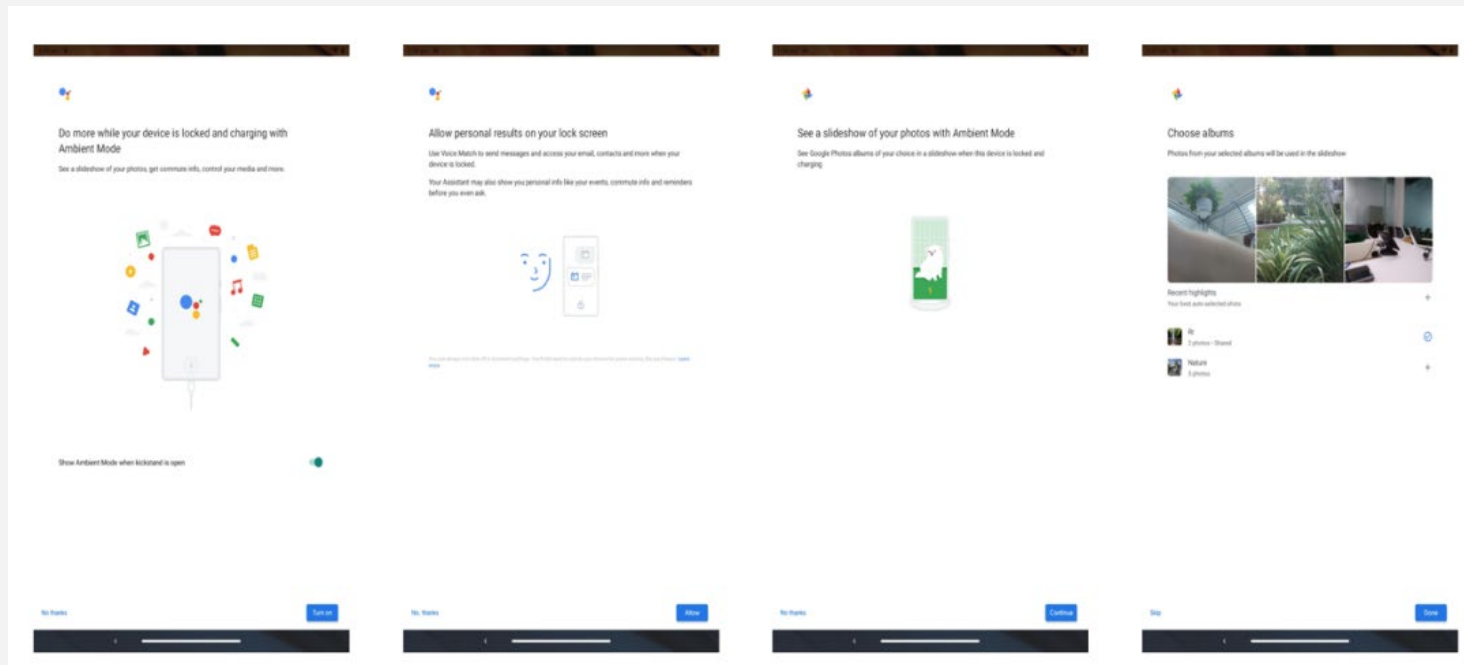 Do more while your device is locked and charging with
Ambient Mode
See a slideshow of your photos, get commute info, control your media and more.
Show Ambient Mode when kickstand is open
No thanks
Turn on
Allow personal results on your lock screen
Use Voice Match to send messages and access your email, contacts and more when your
device is locked.
Your Assistant may also show you personal info like your events, commute info and reminders
before you even ask.
Learn
more
No, thanks
Allow
See a slideshow of your photos with Ambient Mode
See Google Photos albums of your choice in a slideshow when this device is locked and
charging
No thanks
Continue
Choose albums
Photos from your selected albums will be used in the slideshow
Recent highlights
Your best auto-selected photo
2 photos - Shared
Nature
3 photos
Skip
Done